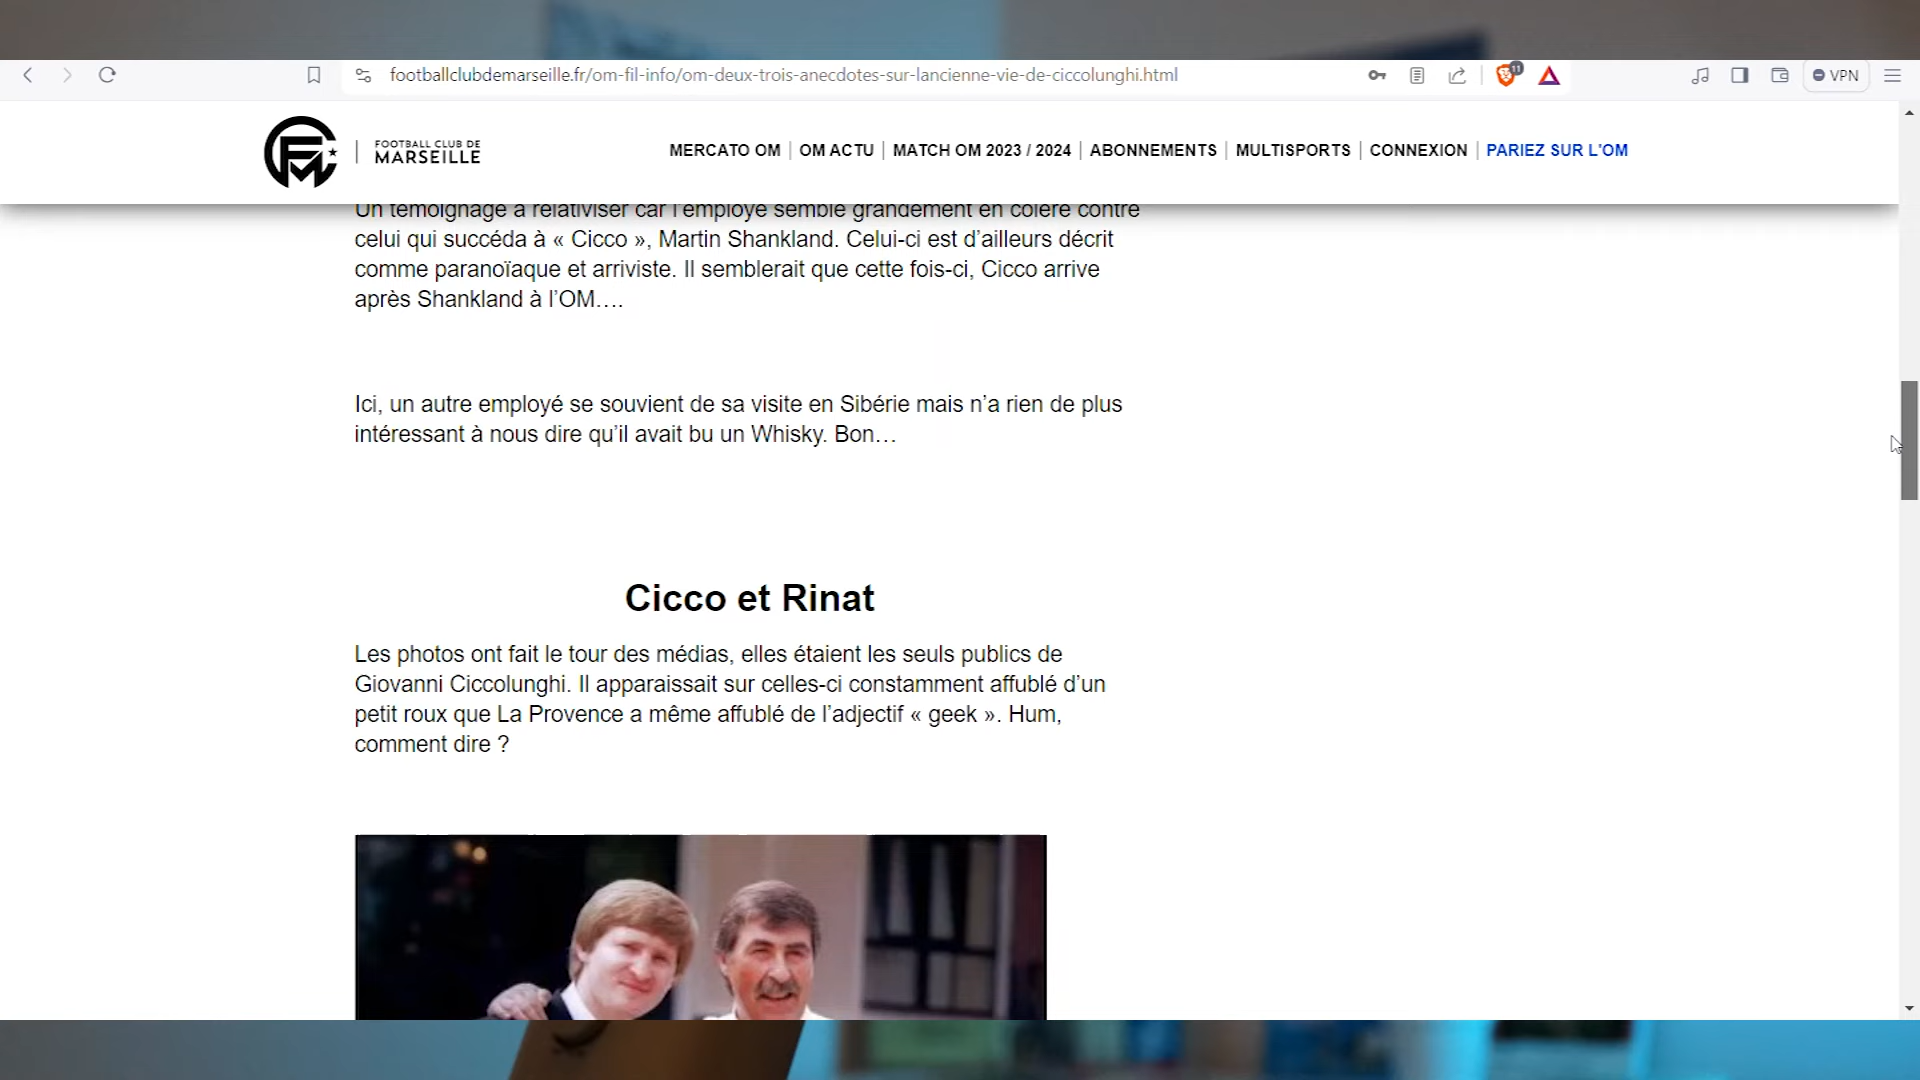 footballclubdemarseille.fr/om-fil-info/om-deux-trois-anecdotes-sur-lancienne-vie-de-ciccolunghi.html
11
VPN
FOOTBALL CLUB DE
MARSEILLE
MERCATO OM
OM ACTU
MATCH OM 2023 / 2024
ABONNEMENTS
MULTISPORTS
CONNEXION
PARIEZ SUR L'OM
Un témoignage à relativiser car l’employé semble grandement en colère contre
celui qui succéda à « Cicco », Martin Shankland. Celui-ci est d’ailleurs décrit
comme paranoïaque et arriviste. Il semblerait que cette fois-ci, Cicco arrive
après Shankland à l’OM….
Ici, un autre employé se souvient de sa visite en Sibérie mais n’a rien de plus
intéressant à nous dire qu’il avait bu un Whisky. Bon…
Cicco et Rinat
Les photos ont fait le tour des médias, elles étaient les seuls publics de
Giovanni Ciccolunghi. Il apparaissait sur celles-ci constamment affublé d’un
petit roux que La Provence a même affublé de l’adjectif « geek ». Hum,
comment dire ?